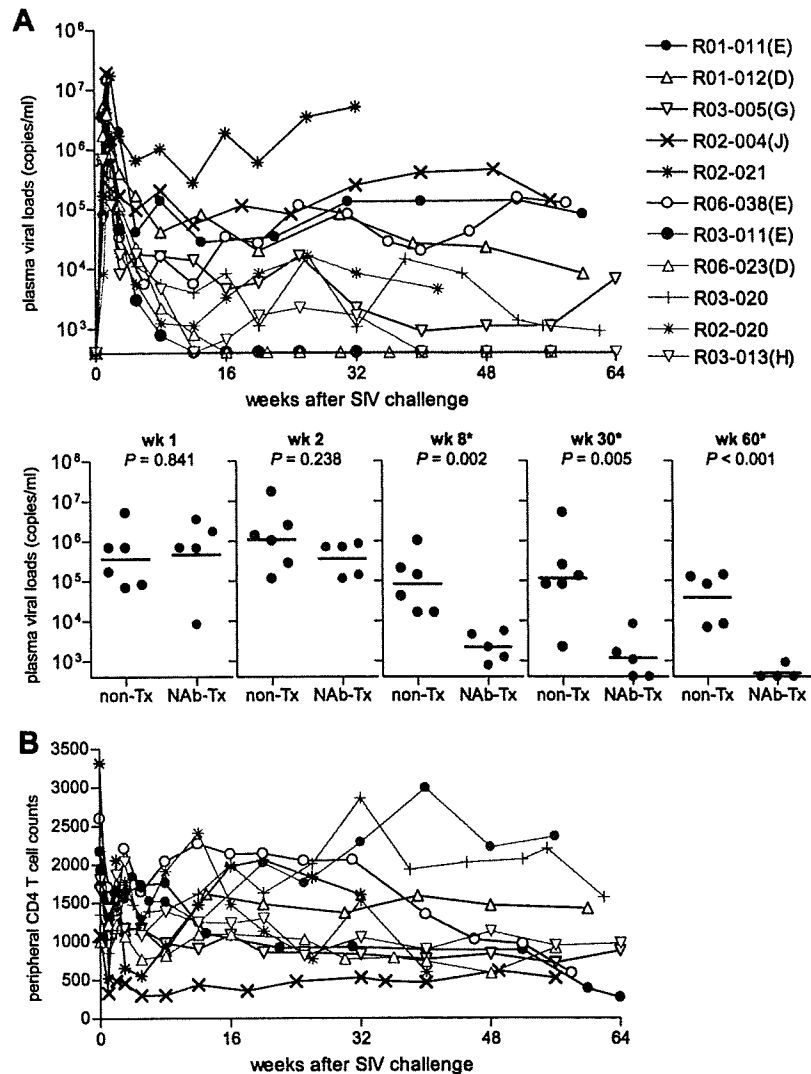 A
plasma viral loads (copies/ml)
10⁸
10⁷
10⁶
10⁵
10⁴
10³
0 16 32 48 64
weeks after SIV challenge
R01-011(E)
R01-012(D)
R03-005(G)
R02-004(J)
R02-021
R06-038(E)
R03-011(E)
R06-023(D)
R03-020
R02-020
R03-013(H)
wk 1 wk 2 wk 8* wk 30* wk 60*
P = 0.841 P = 0.238 P = 0.002 P = 0.005 P < 0.001
plasma viral loads (copies/ml)
10⁸
10⁷
10⁶
10⁵
10⁴
10³
non-Tx NAb-Tx non-Tx NAb-Tx non-Tx NAb-Tx non-Tx NAb-Tx non-Tx NAb-Tx
B
peripheral CD4 T cell counts
3500
3000
2500
2000
1500
1000
500
0
0 16 32 48 64
weeks after SIV challenge